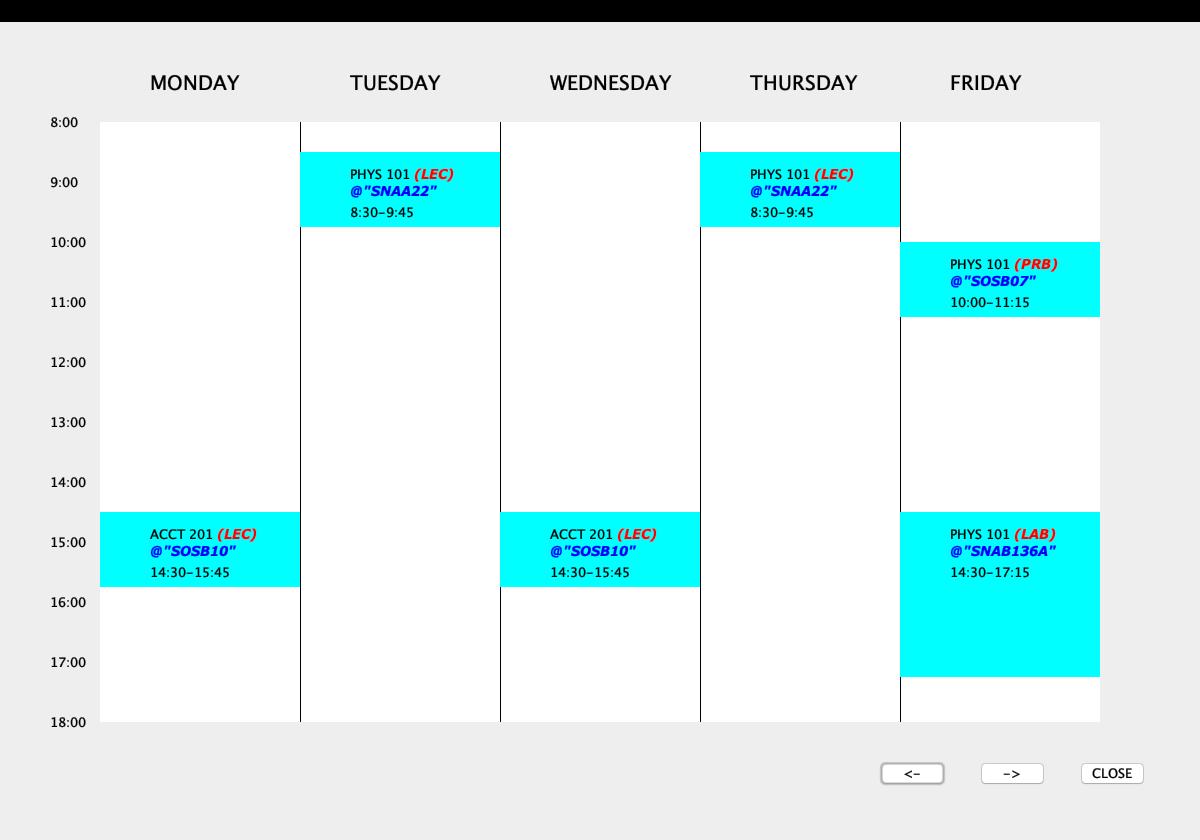 MONDAY TUESDAY WEDNESDAY THURSDAY FRIDAY
8:00
PHYS 101 (LEC) PHYS 101 (LEC)
9:00 @"SNAA22" @"SNAA22"
8:30-9:45 8:30-9:45
10:00
PHYS 101 (PRB)
@"SOSB07"
11:00 10:00-11:15
12:00
13:00
14:00
ACCT 201 (LEC) ACCT 201 (LEC) PHYS 101 (LAB)
15:00 @"SOSB10" @"SOSB10" @"SNAB136A"
14:30-15:45 14:30-15:45 14:30-17:15
16:00
17:00
18:00
<- -> CLOSE